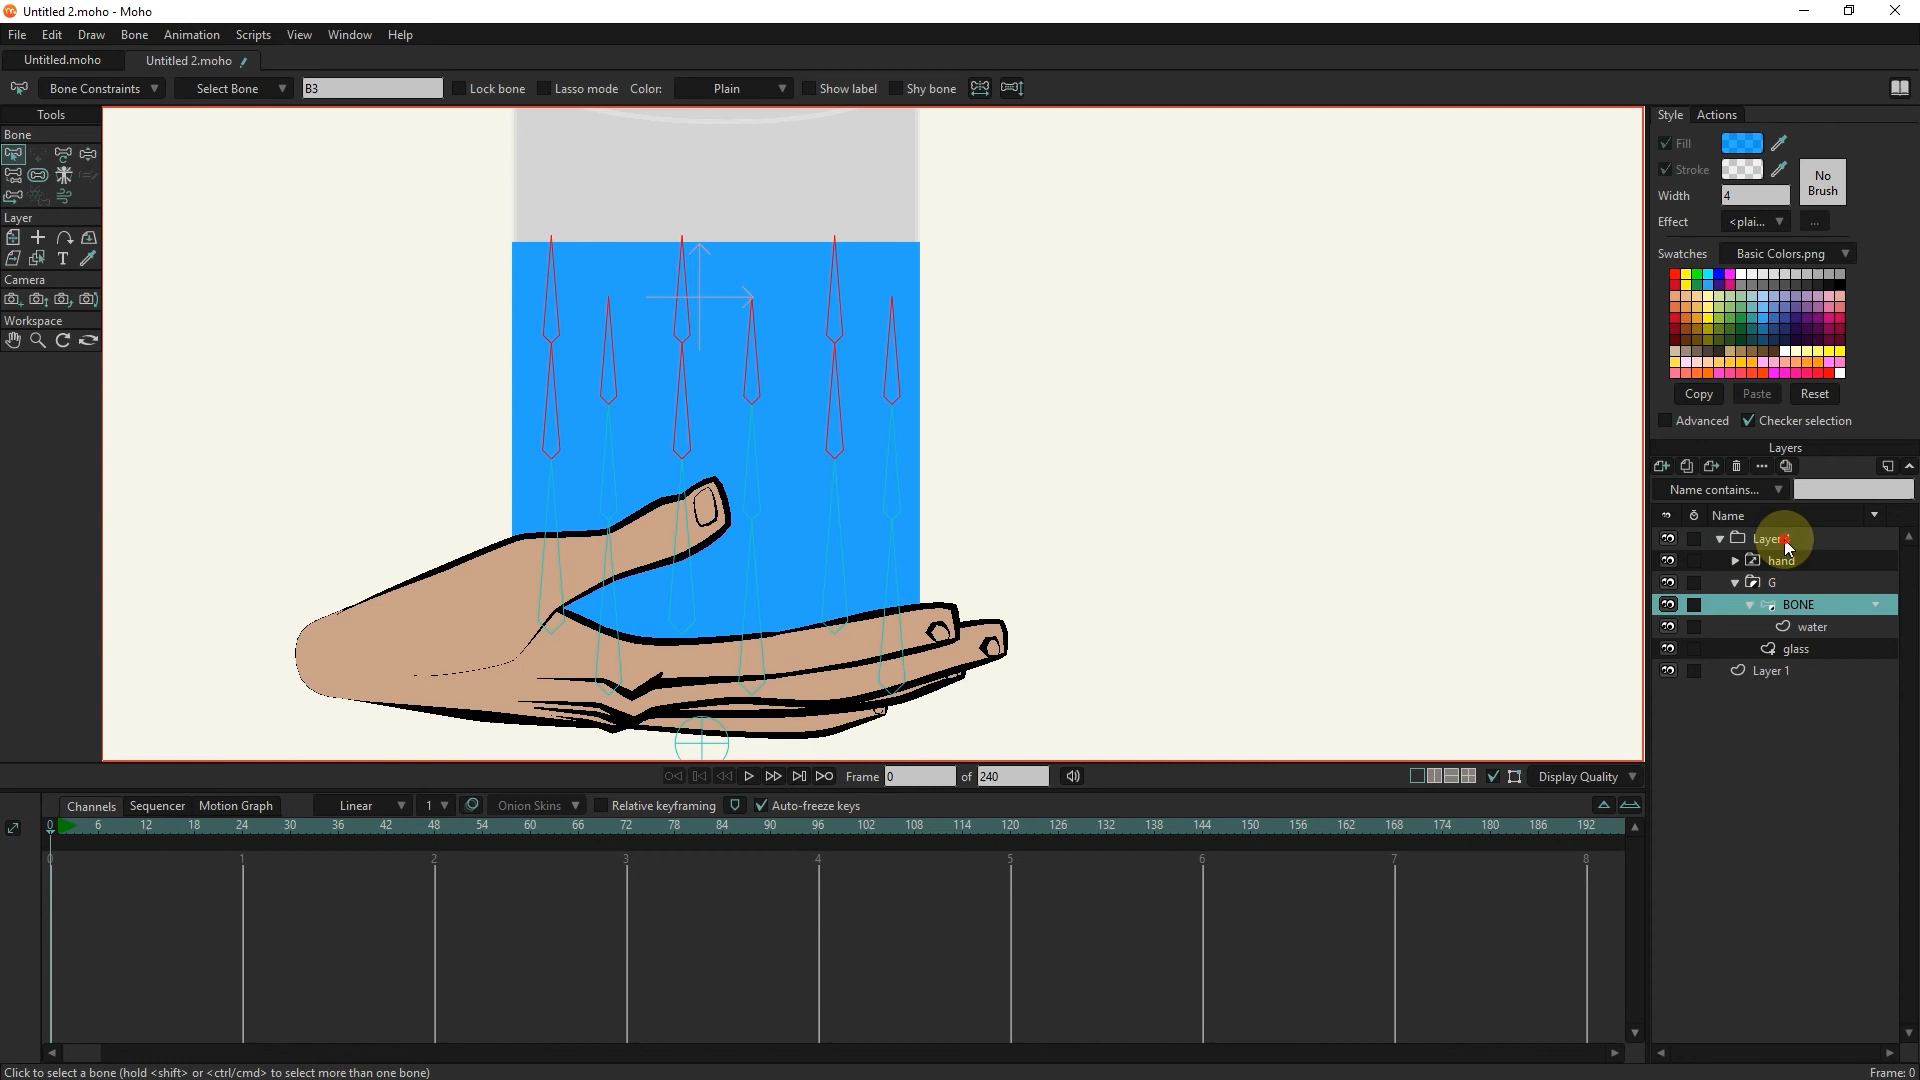 Untitled 2.moho - Moho
File Edit Draw Bone Animation Scripts View Window Help
Untitled.moho Untitled 2.moho
Bone Constraints Select Bone B3 Lock bone Lasso mode Color: Plain Show label Shy bone
Tools
Bone
Layer
Camera
Workspace
Style Actions
Fill
Stroke
No Brush
Width 4
Effect <plai... ...
Swatches Basic Colors.png
Copy Paste Reset
Advanced Checker selection
Layers
Name contains...
Name
hand
G
BONE
water
glass
Layer 1
Frame 0 of 240 Display Quality
Channels Sequencer Motion Graph Linear 1 Onion Skins Relative keyframing Auto-freeze keys
0 6 12 18 24 30 36 42 48 54 60 66 72 78 84 90 96 102 108 114 120 126 132 138 144 150 156 162 168 174 180 186 192
0 1 2 3 4 5 6 7 8
Click to select a bone (hold <shift> or <ctrl/cmd> to select more than one bone) Frame: 0